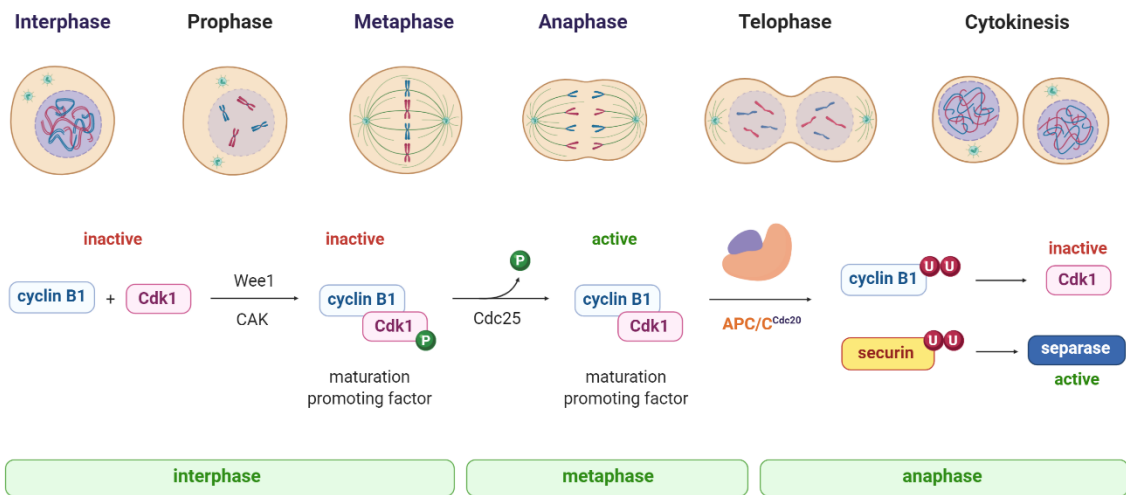 Interphase
Prophase
Metaphase
Anaphase
Telophase
Cytokinesis
inactive
inactive
active
inactive
cyclin B1
+
Cdk1
Wee1
CAK
cyclin B1
Cdk1
P
maturation
promoting factor
P
Cdc25
cyclin B1
Cdk1
maturation
promoting factor
APC/C^Cdc20
cyclin B1
U U
Cdk1
securin
U U
separase
active
interphase
metaphase
anaphase